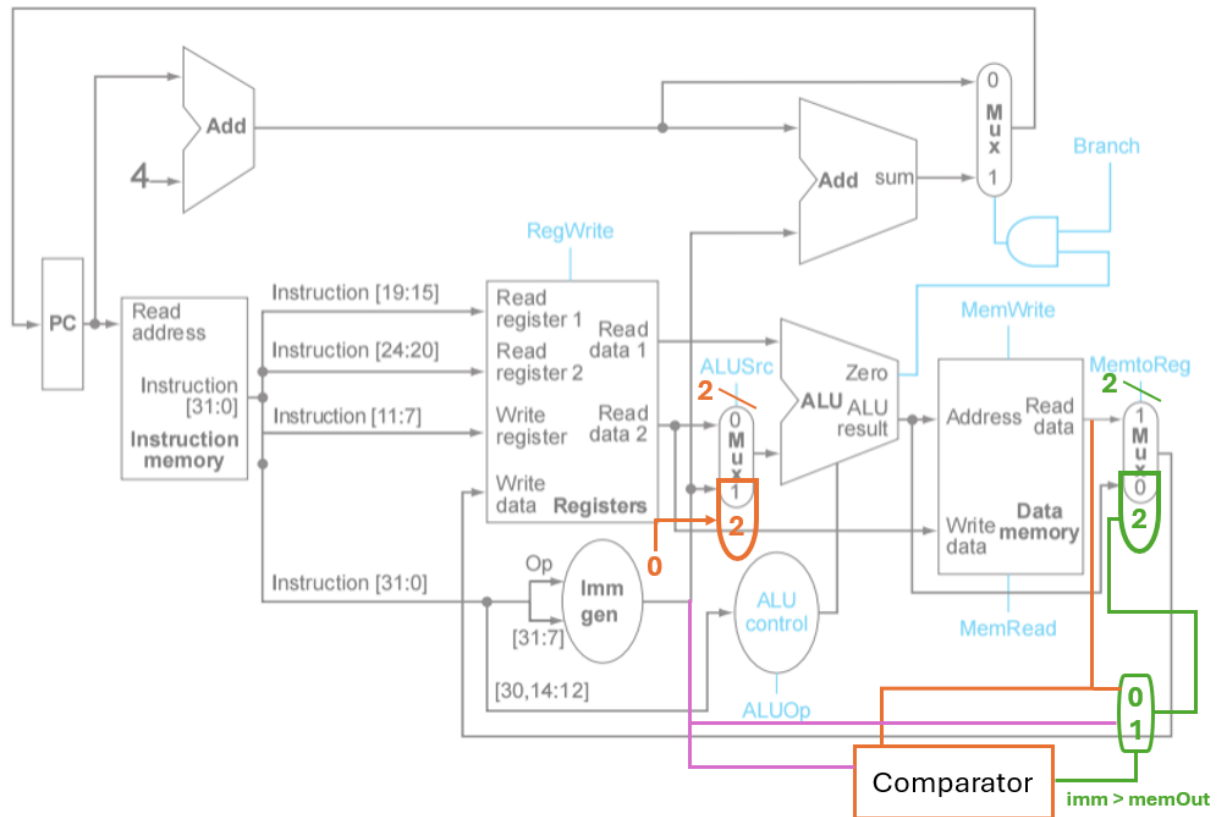 0
M
u
x
1
Add
4
Add
sum
Branch
RegWrite
PC
Read
address
Instruction
[31:0]
Instruction
memory
Instruction [19:15]
Instruction [24:20]
Instruction [11:7]
Read
register 1
Read
register 2
Write
register
Write
data
Read
data 1
Read
data 2
Registers
ALUSrc
2
0
M
u
x
1
2
0
Zero
ALU
ALU
result
MemWrite
Address
Read
data
Write
data
Data
memory
MemRead
MemtoReg
2
1
M
u
x
0
2
Instruction [31:0]
Op
[31:7]
Imm
gen
ALU
control
[30,14:12]
ALUOp
0
1
Comparator
imm > memOut